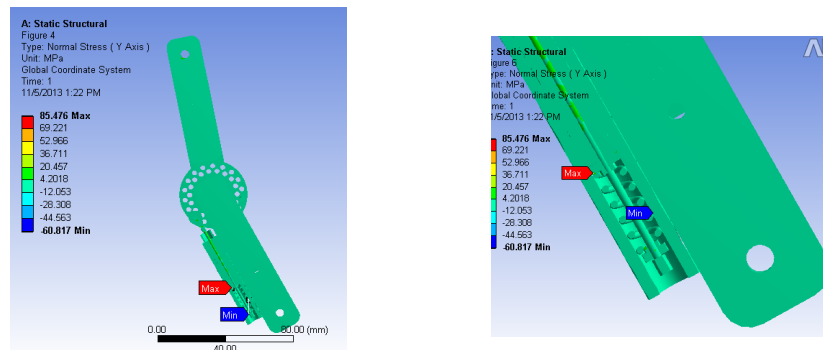 A: Static Structural
Figure 4
Type: Normal Stress ( Y Axis )
Unit: MPa
Global Coordinate System
Time: 1
11/5/2013 1:22 PM
85.476 Max
69.221
52.966
36.711
20.457
4.2018
-12.053
-28.308
-44.563
-60.817 Min
Max
Min
0.00
80.00 (mm)
40.00
: Static Structural
igure 6
ype: Normal Stress ( Y Axis )
nit: MPa
lobal Coordinate System
ime: 1
1/5/2013 1:22 PM
85.476 Max
69.221
52.966
36.711
20.457
4.2018
-12.053
-28.308
-44.563
-60.817 Min
Max
Min